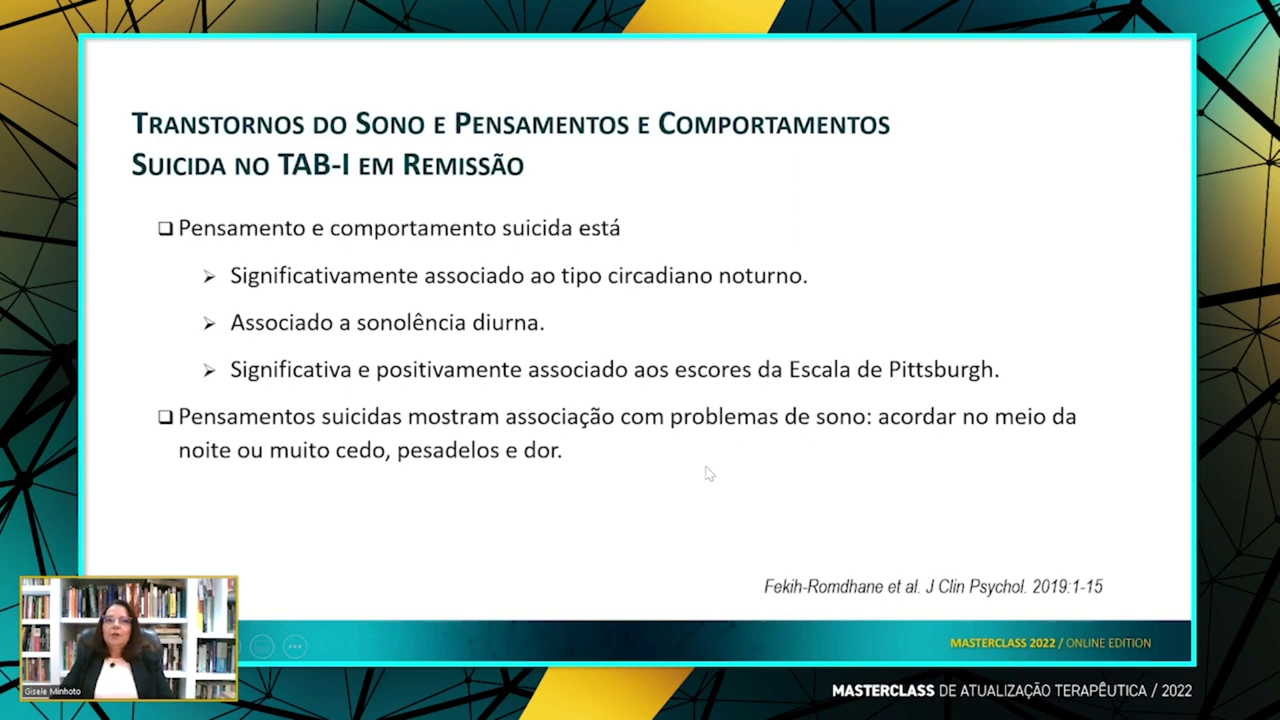 Transtornos do Sono e Pensamentos e Comportamentos
Suicida no TAB-I em Remissão
Pensamento e comportamento suicida está
Significativamente associado ao tipo circadiano noturno.
Associado a sonolência diurna.
Significativa e positivamente associado aos escores da Escala de Pittsburgh.
Pensamentos suicidas mostram associação com problemas de sono: acordar no meio da
noite ou muito cedo, pesadelos e dor.
Fekih-Romdhane et al. J Clin Psychol. 2019:1-15
MASTERCLASS 2022 / ONLINE EDITION
Gisele Minhoto
MASTERCLASS DE ATUALIZAÇÃO TERAPÊUTICA / 2022